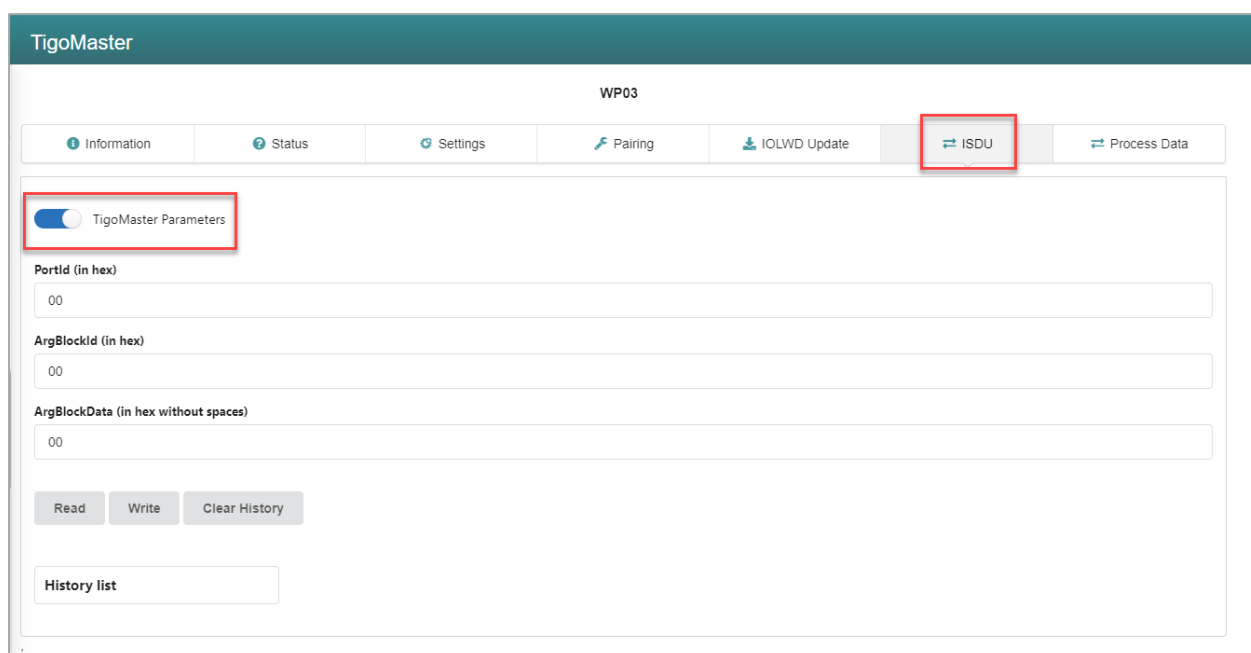 TigoMaster
WP03
Information Status Settings Pairing IOLWD Update ISDU Process Data
TigoMaster Parameters
PortId (in hex)
00
ArgBlockId (in hex)
00
ArgBlockData (in hex without spaces)
00
Read Write Clear History
History list